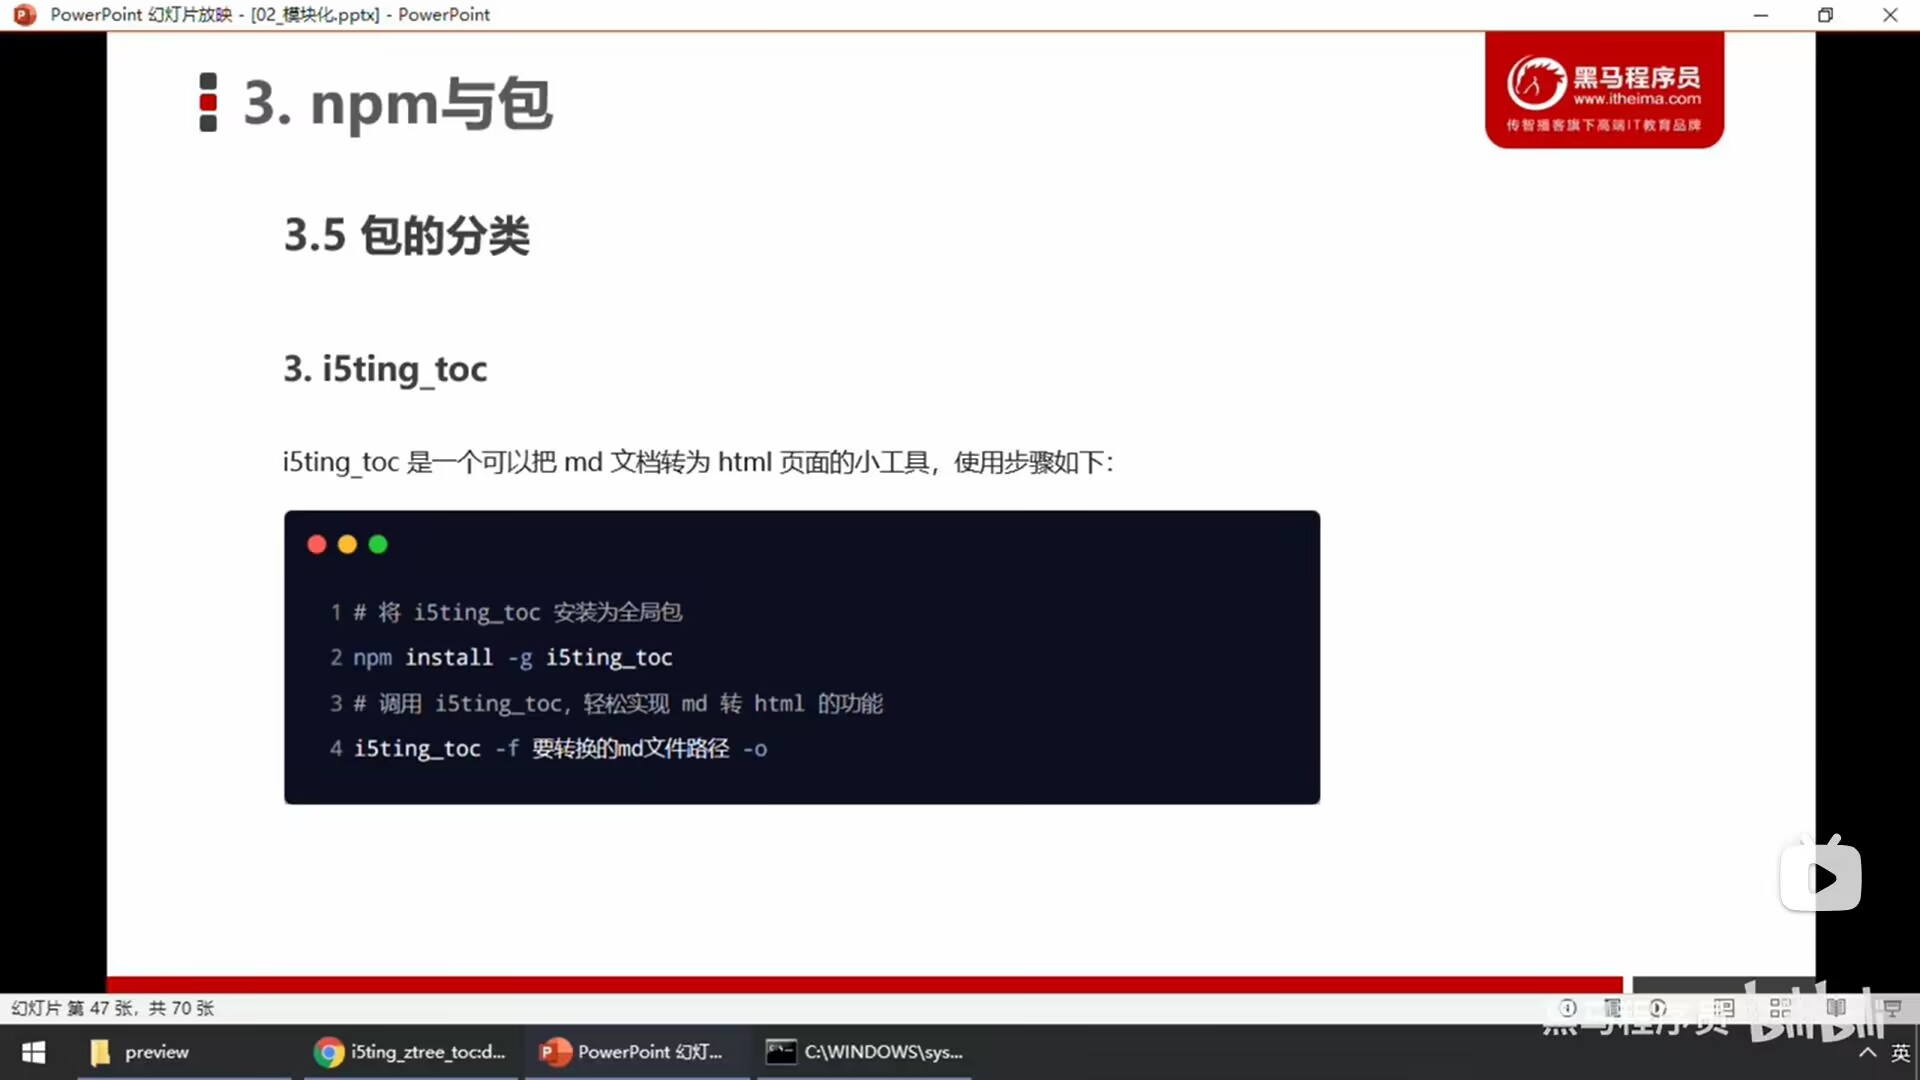 PowerPoint 幻灯片放映 - [02_模块化.pptx] - PowerPoint
3. npm与包
黑马程序员
www.itheima.com
传智播客旗下高端IT教育品牌
3.5 包的分类
3. i5ting_toc
i5ting_toc 是一个可以把 md 文档转为 html 页面的小工具，使用步骤如下：
1 # 将 i5ting_toc 安装为全局包
2 npm install -g i5ting_toc
3 # 调用 i5ting_toc，轻松实现 md 转 html 的功能
4 i5ting_toc -f 要转换的md文件路径 -o
幻灯片 第 47 张，共 70 张
黑马程序员 bilibili
preview
i5ting_ztree_toc:d...
PowerPoint 幻灯...
C:\WINDOWS\sys...
英